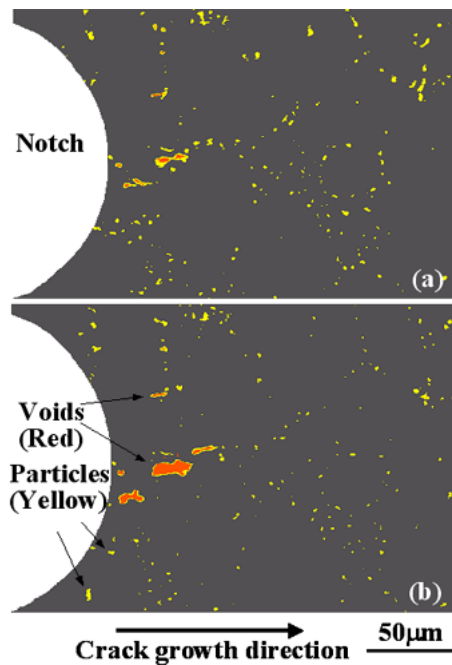 Notch
(a)
Voids
(Red)
Particles
(Yellow)
(b)
Crack growth direction
50μm